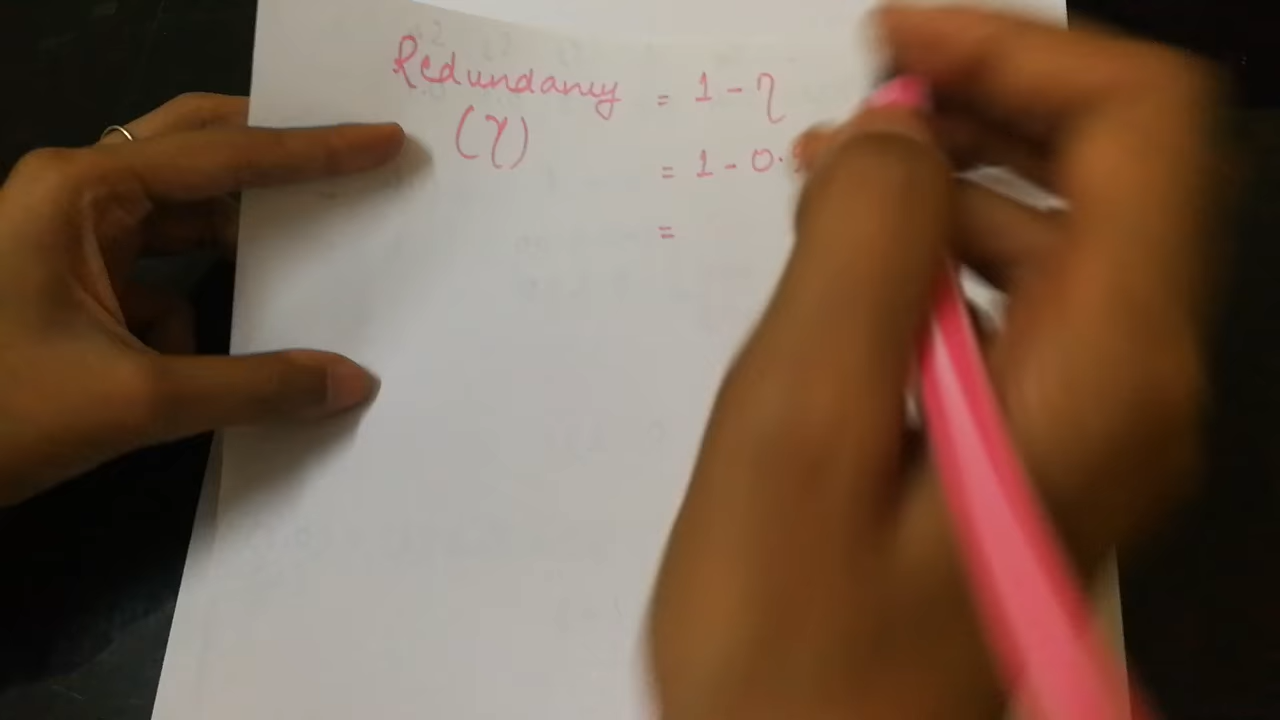 Redundancy = 1 - η
(γ) = 1 - 0.
=